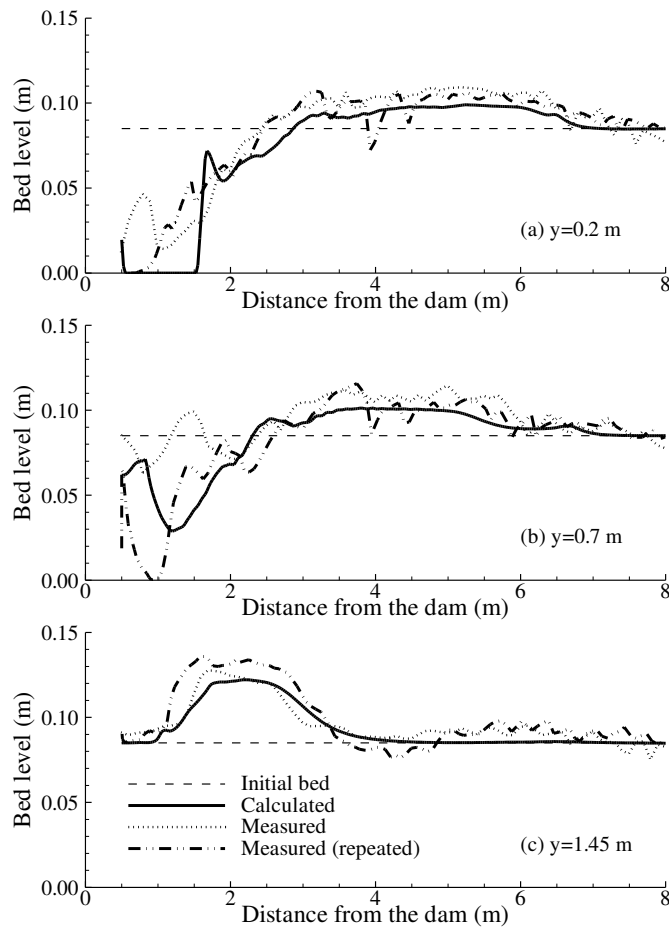 0.15
0.10
0.05
0.00
Bed level (m)
(a) y=0.2 m
0 2 4 6 8
Distance from the dam (m)
0.15
0.10
0.05
0.00
Bed level (m)
(b) y=0.7 m
0 2 4 6 8
Distance from the dam (m)
0.15
0.10
0.05
0.00
Bed level (m)
Initial bed
Calculated
Measured
Measured (repeated)
(c) y=1.45 m
0 2 4 6 8
Distance from the dam (m)